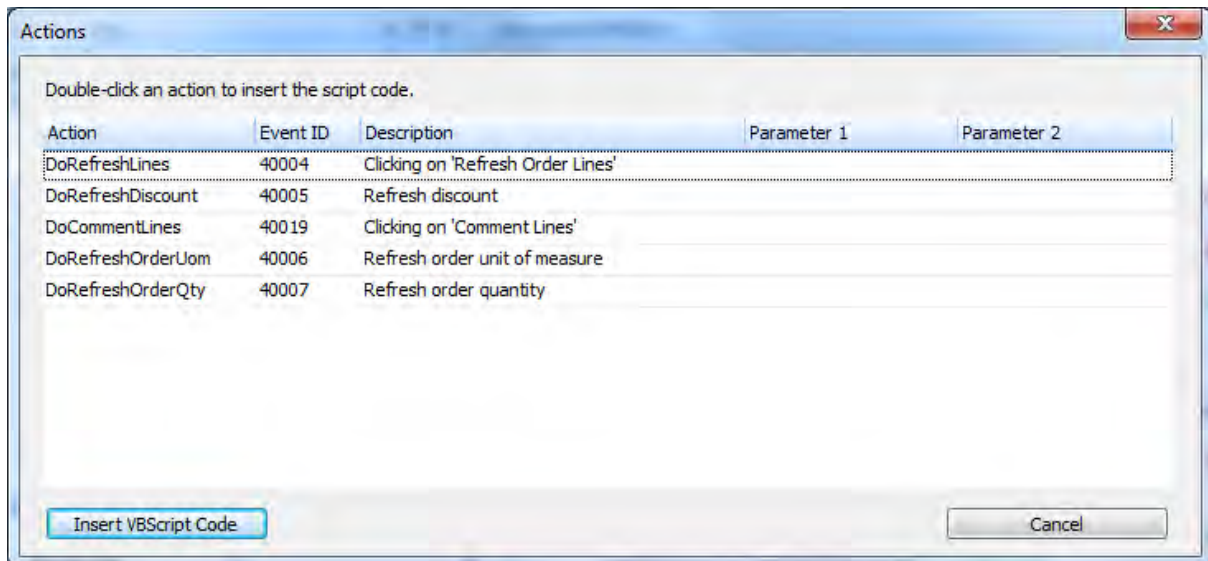 Actions
Double-click an action to insert the script code.
Action Event ID Description Parameter 1 Parameter 2
DoRefreshLines 40004 Clicking on 'Refresh Order Lines'
DoRefreshDiscount 40005 Refresh discount
DoCommentLines 40019 Clicking on 'Comment Lines'
DoRefreshOrderUom 40006 Refresh order unit of measure
DoRefreshOrderQty 40007 Refresh order quantity
Insert VBScript Code Cancel